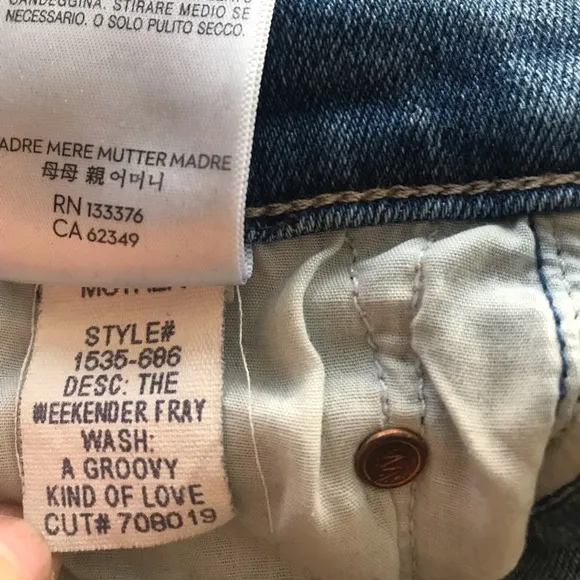 CANDEGGINA. STIRARE MEDIO SE
NECESSARIO. O SOLO PULITO SECCO.
ADRE MERE MUTTER MADRE
母母 親 어머니
RN 133376
CA 62349
STYLE#
1535-686
DESC: THE
WEEKENDER FRAY
WASH:
A GROOVY
KIND OF LOVE
CUT# 708019